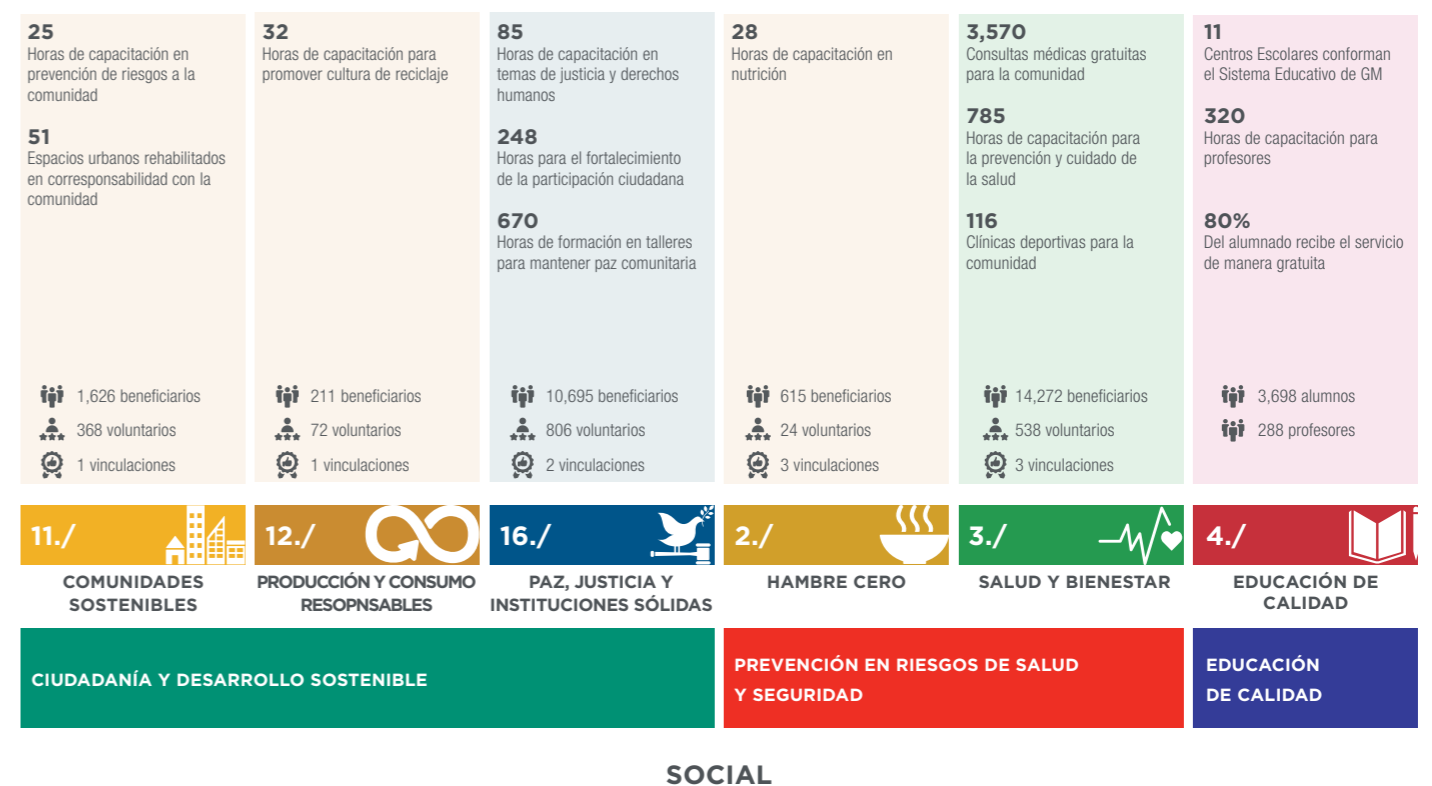 25
Horas de capacitación en
prevención de riesgos a la
comunidad
51
Espacios urbanos rehabilitados
en corresponsabilidad con la
comunidad
1,626 beneficiarios
368 voluntarios
1 vinculaciones
11./
COMUNIDADES
SOSTENIBLES
32
Horas de capacitación para
promover cultura de reciclaje
211 beneficiarios
72 voluntarios
1 vinculaciones
12./
PRODUCCIÓN Y CONSUMO
RESOPNSABLES
85
Horas de capacitación en
temas de justicia y derechos
humanos
248
Horas para el fortalecimiento
de la participación ciudadana
670
Horas de formación en talleres
para mantener paz comunitaria
10,695 beneficiarios
806 voluntarios
2 vinculaciones
16./
PAZ, JUSTICIA Y
INSTITUCIONES SÓLIDAS
28
Horas de capacitación en
nutrición
615 beneficiarios
24 voluntarios
3 vinculaciones
2./
HAMBRE CERO
3,570
Consultas médicas gratuitas
para la comunidad
785
Horas de capacitación para
la prevención y cuidado de
la salud
116
Clínicas deportivas para la
comunidad
14,272 beneficiarios
538 voluntarios
3 vinculaciones
3./
SALUD Y BIENESTAR
11
Centros Escolares conforman
el Sistema Educativo de GM
320
Horas de capacitación para
profesores
80%
Del alumnado recibe el servicio
de manera gratuita
3,698 alumnos
288 profesores
4./
EDUCACIÓN DE
CALIDAD
CIUDADANÍA Y DESARROLLO SOSTENIBLE
PREVENCIÓN EN RIESGOS DE SALUD
Y SEGURIDAD
EDUCACIÓN
DE CALIDAD
SOCIAL